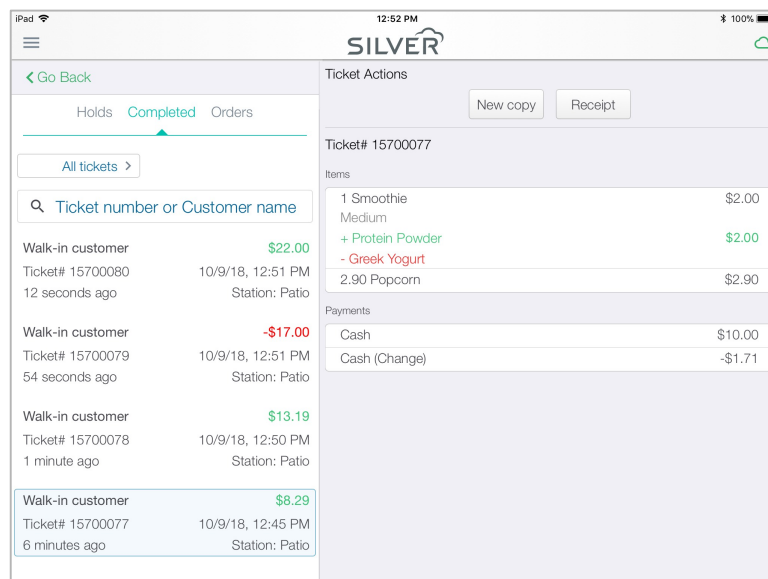 iPad 12:52 PM 100%
SILVER
Go Back
Holds Completed Orders
All tickets
Ticket number or Customer name
Walk-in customer $22.00
Ticket# 15700080 10/9/18, 12:51 PM
12 seconds ago Station: Patio
Walk-in customer -$17.00
Ticket# 15700079 10/9/18, 12:51 PM
54 seconds ago Station: Patio
Walk-in customer $13.19
Ticket# 15700078 10/9/18, 12:50 PM
1 minute ago Station: Patio
Walk-in customer $8.29
Ticket# 15700077 10/9/18, 12:45 PM
6 minutes ago Station: Patio
Ticket Actions
New copy Receipt
Ticket# 15700077
Items
1 Smoothie $2.00
Medium
+ Protein Powder $2.00
- Greek Yogurt
2.90 Popcorn $2.90
Payments
Cash $10.00
Cash (Change) -$1.71